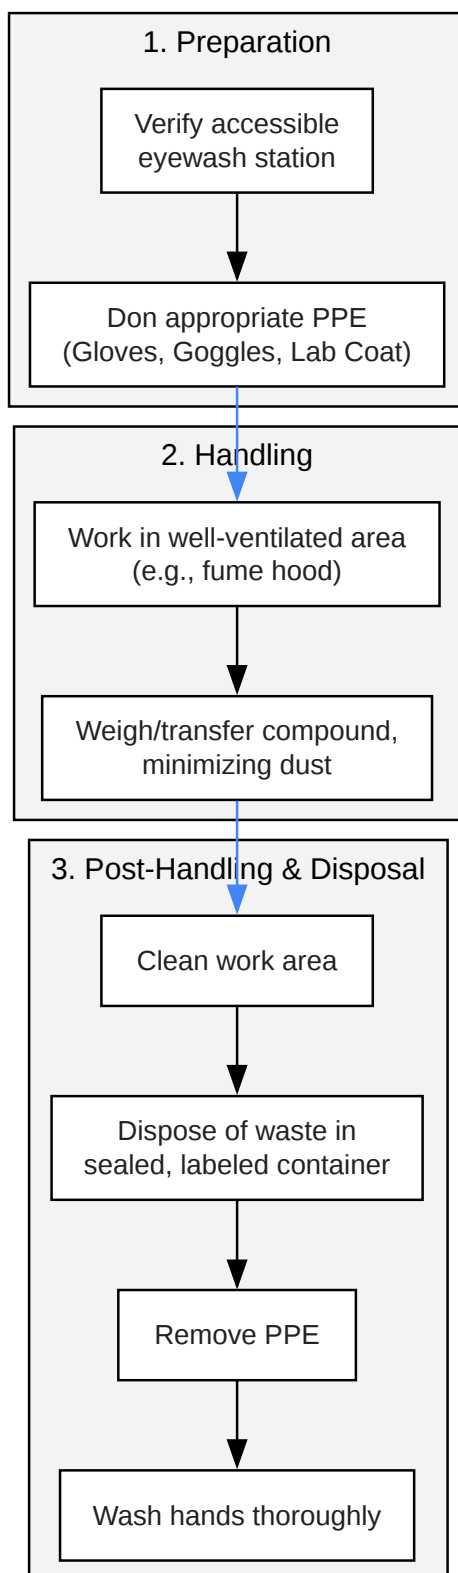 1. Preparation
Verify accessible
eyewash station
Don appropriate PPE
(Gloves, Goggles, Lab Coat)
2. Handling
Work in well-ventilated area
(e.g., fume hood)
Weigh/transfer compound,
minimizing dust
3. Post-Handling & Disposal
Clean work area
Dispose of waste in
sealed, labeled container
Remove PPE
Wash hands thoroughly